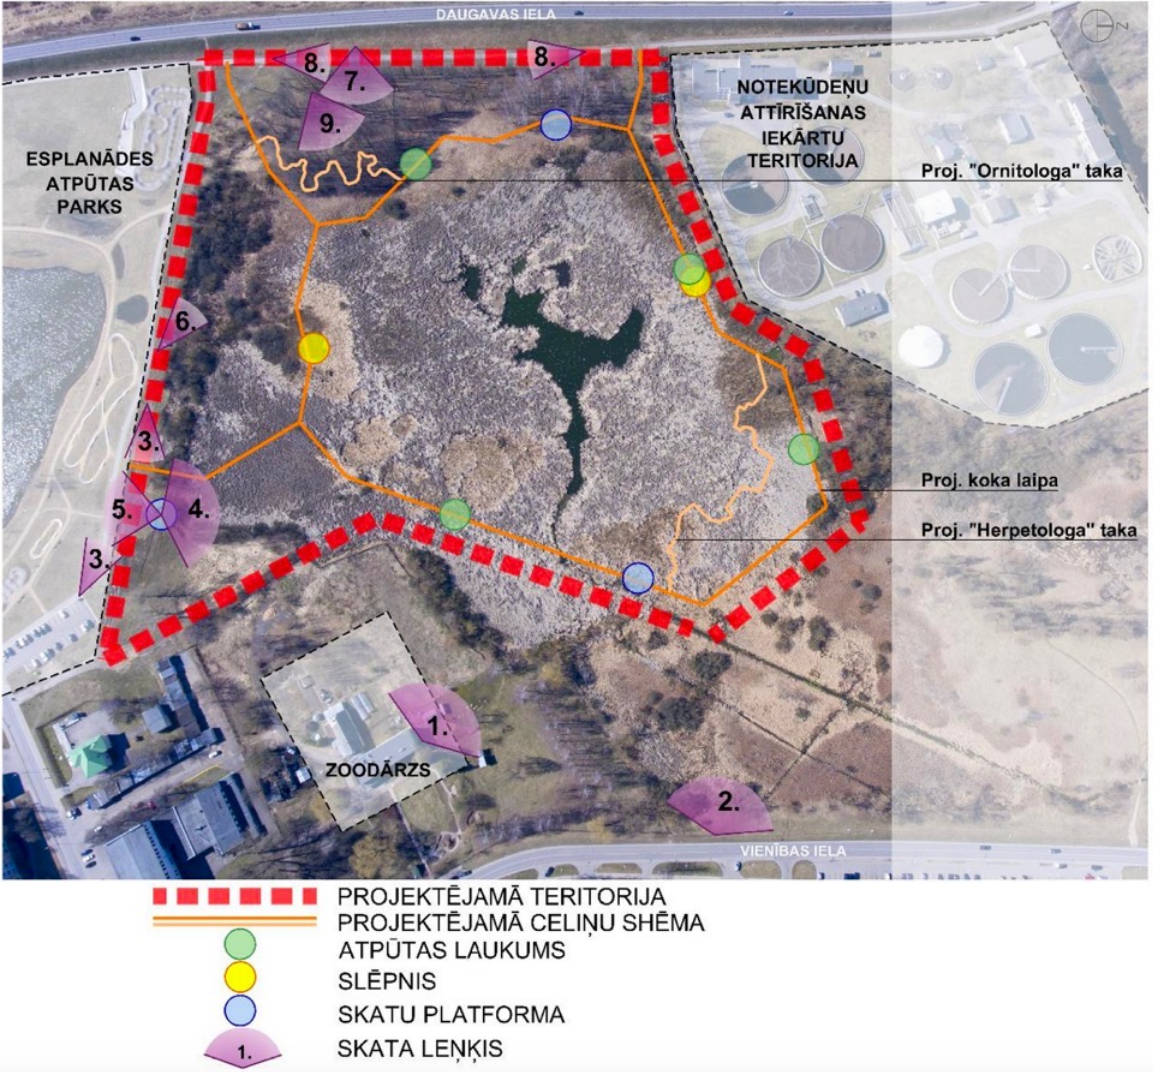 DAUGAVAS IELA
N
8.
7.
8.
9.
NOTEKŪDEŅU
ATTĪRĪŠANAS
IEKĀRTU
TERITORIJA
ESPLANĀDES
ATPŪTAS
PARKS
Proj. "Ornitologa" taka
6.
3.
5.
4.
3.
Proj. koka laipa
Proj. "Herpetologa" taka
1.
ZOODĀRZS
2.
VIENĪBAS IELA
PROJEKTĒJAMĀ TERITORIJA
PROJEKTĒJAMĀ CELIŅU SHĒMA
ATPŪTAS LAUKUMS
SLĒPNIS
SKATU PLATFORMA
1.
SKATA LEŅĶIS